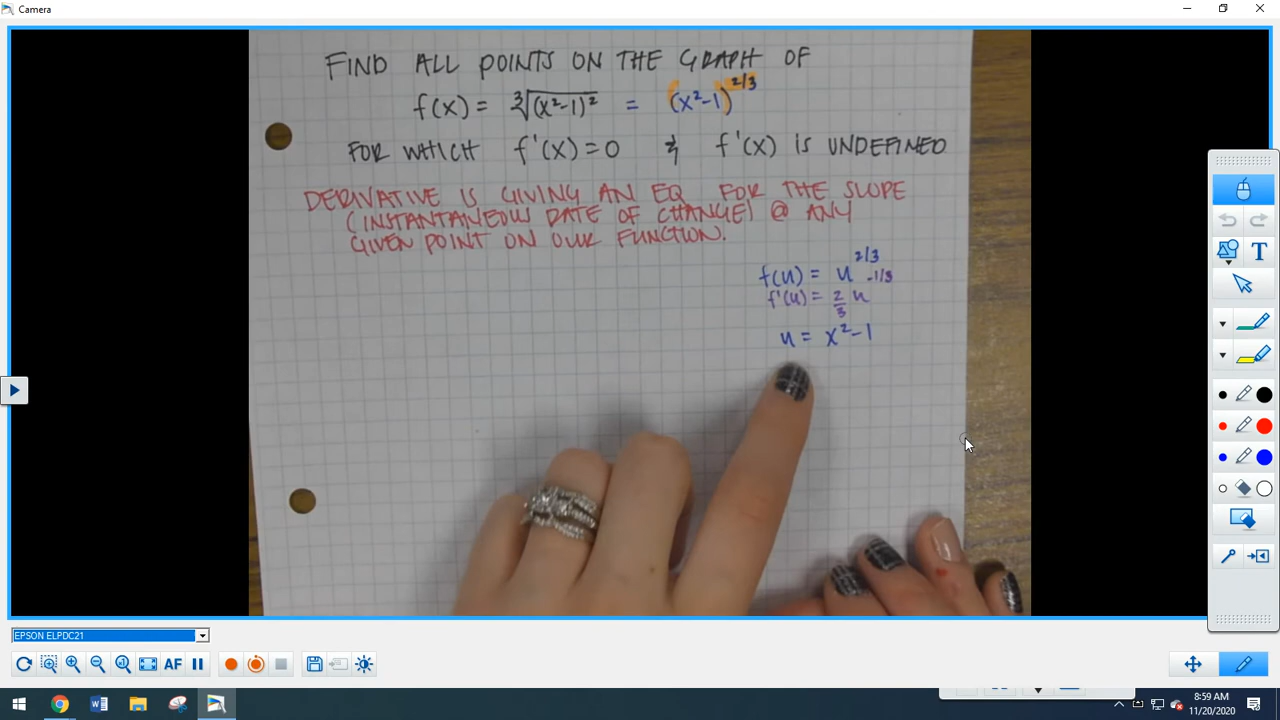 Camera
FIND ALL POINTS ON THE GRAPH OF
f(x) = ∛(x²-1)² = (x²-1)^2/3
FOR WHICH f'(x)=0 & f'(x) IS UNDEFINED
DERIVATIVE IS GIVING AN EQ FOR THE SLOPE
(INSTANTANEOUS DATE OF CHANGE) @ ANY
GIVEN POINT ON OUR FUNCTION.
f(u) = u^2/3
f'(u) = 2/3 u^-1/3
u = x²-1
T
EPSON ELPDC21
AF
8:59 AM
11/20/2020